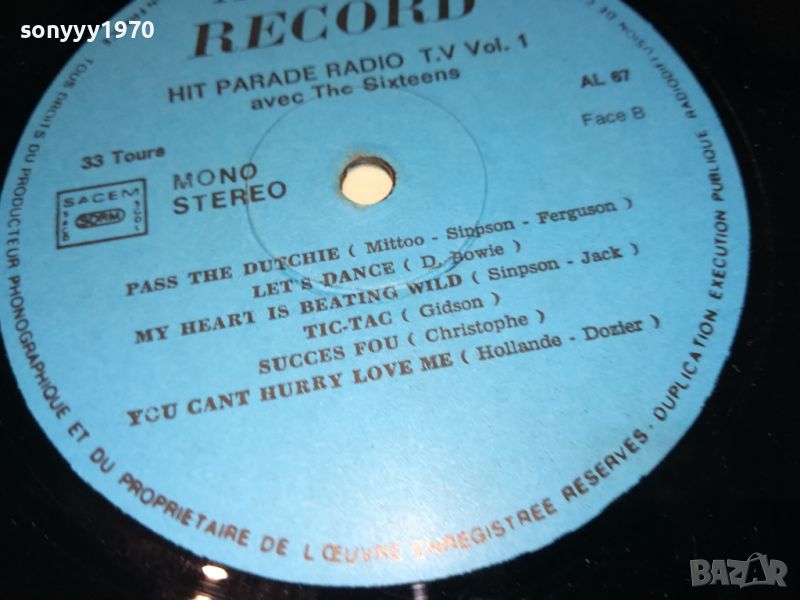 sonyyy1970
RECORD
HIT PARADE RADIO T.V Vol. 1
avec The Sixteens
AL 67
Face B
33 Tours
SACEM
SDRM
MONO
STEREO
PASS THE DUTCHIE ( Mittoo - Sinpson - Ferguson )
LET'S DANCE ( D. Bowie )
MY HEART IS BEATING WILD ( Sinpson - Jack )
TIC-TAC ( Gidson )
SUCCES FOU ( Christophe )
YOU CANT HURRY LOVE ME ( Hollande - Dozier )
TOUS DROITS DU PRODUCTEUR PHONOGRAPHIQUE ET DU PROPRIETAIRE DE L'ŒUVRE ENREGISTREE RESERVES. DUPLICATION EXECUTION PUBLIQUE RADIODIFFUSION DE
BAZAR